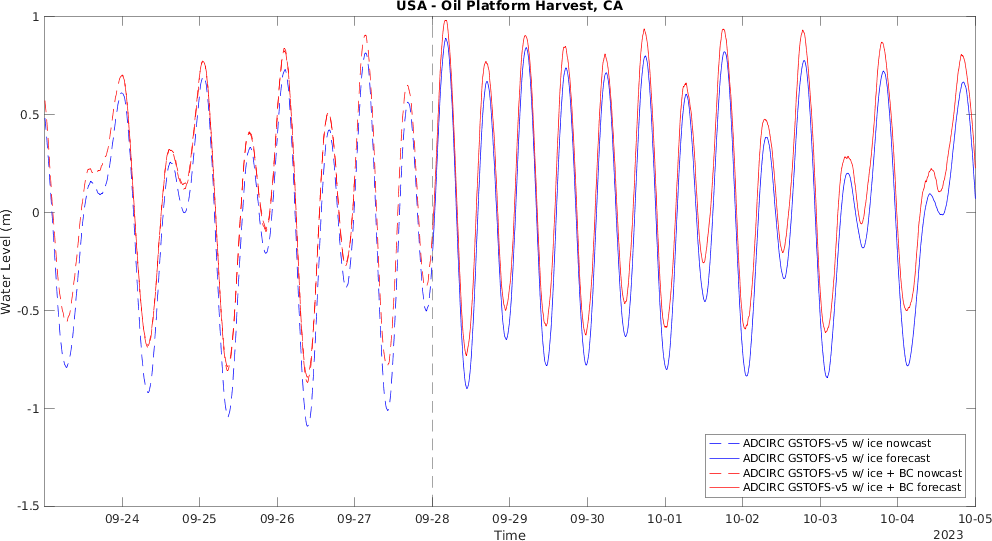 USA - Oil Platform Harvest, CA
Water Level (m)
1
0.5
0
-0.5
-1
-1.5
ADCIRC GSTOFS-v5 w/ ice nowcast
ADCIRC GSTOFS-v5 w/ ice forecast
ADCIRC GSTOFS-v5 w/ ice + BC nowcast
ADCIRC GSTOFS-v5 w/ ice + BC forecast
09-24 09-25 09-26 09-27 09-28 09-29 09-30 10-01 10-02 10-03 10-04 10-05
Time
2023